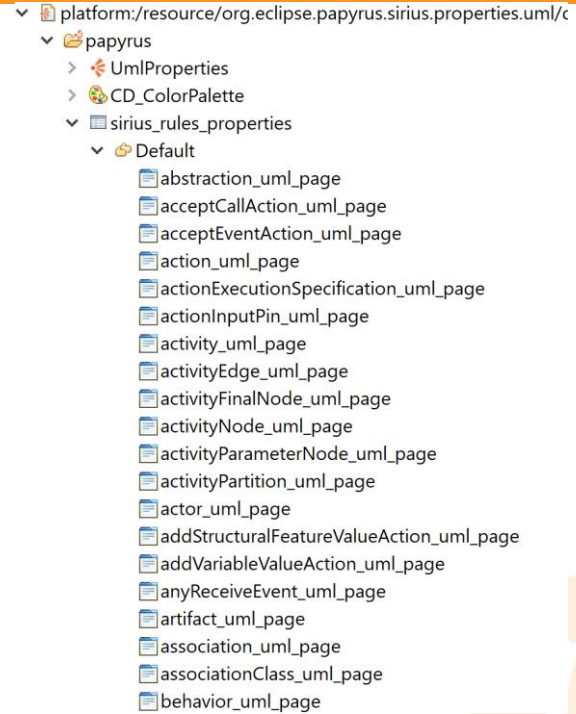 platform:/resource/org.eclipse.papyrus.sirius.properties.uml/
papyrus
UmlProperties
CD_ColorPalette
sirius_rules_properties
Default
abstraction_uml_page
acceptCallAction_uml_page
acceptEventAction_uml_page
action_uml_page
actionExecutionSpecification_uml_page
actionInputPin_uml_page
activity_uml_page
activityEdge_uml_page
activityFinalNode_uml_page
activityNode_uml_page
activityParameterNode_uml_page
activityPartition_uml_page
actor_uml_page
addStructuralFeatureValueAction_uml_page
addVariableValueAction_uml_page
anyReceiveEvent_uml_page
artifact_uml_page
association_uml_page
associationClass_uml_page
behavior_uml_page